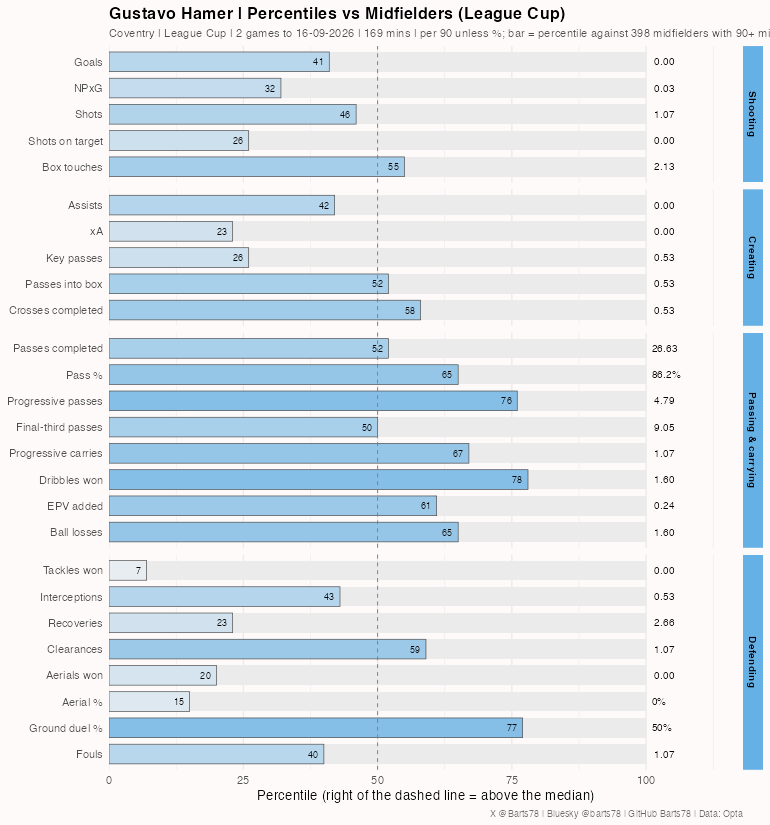 Gustavo Hamer | Percentiles vs Midfielders (League Cup)
Coventry | League Cup | 2 games to 16-09-2026 | 169 mins | per 90 unless %; bar = percentile against 398 midfielders with 90+ mi
Goals 41 0.00
NPxG 32 0.03
Shots 46 1.07
Shots on target 26 0.00
Box touches 55 2.13
Shooting
Assists 42 0.00
xA 23 0.00
Key passes 26 0.53
Passes into box 52 0.53
Crosses completed 58 0.53
Creating
Passes completed 52 26.63
Pass % 65 86.2%
Progressive passes 76 4.79
Final-third passes 50 9.05
Progressive carries 67 1.07
Dribbles won 78 1.60
EPV added 61 0.24
Ball losses 65 1.60
Passing & carrying
Tackles won 7 0.00
Interceptions 43 0.53
Recoveries 23 2.66
Clearances 59 1.07
Aerials won 20 0.00
Aerial % 15 0%
Ground duel % 77 50%
Fouls 40 1.07
Defending
0 25 50 75 100
Percentile (right of the dashed line = above the median)
X @Barts78 | Bluesky @barts78 | GitHub Barts78 | Data: Opta